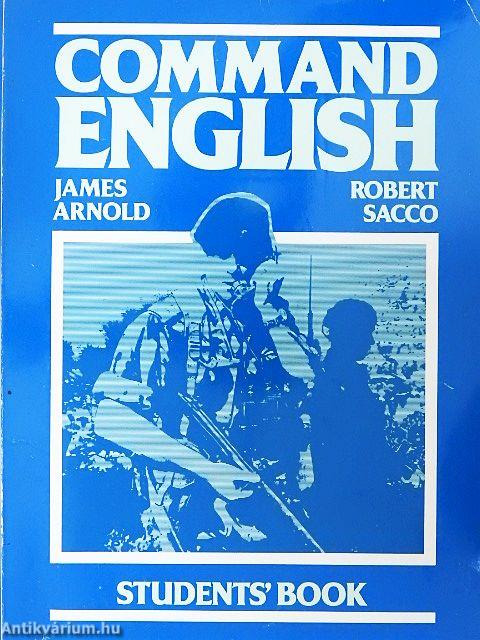 COMMAND
ENGLISH
JAMES
ARNOLD
ROBERT
SACCO
STUDENTS' BOOK
Antikvárium.hu